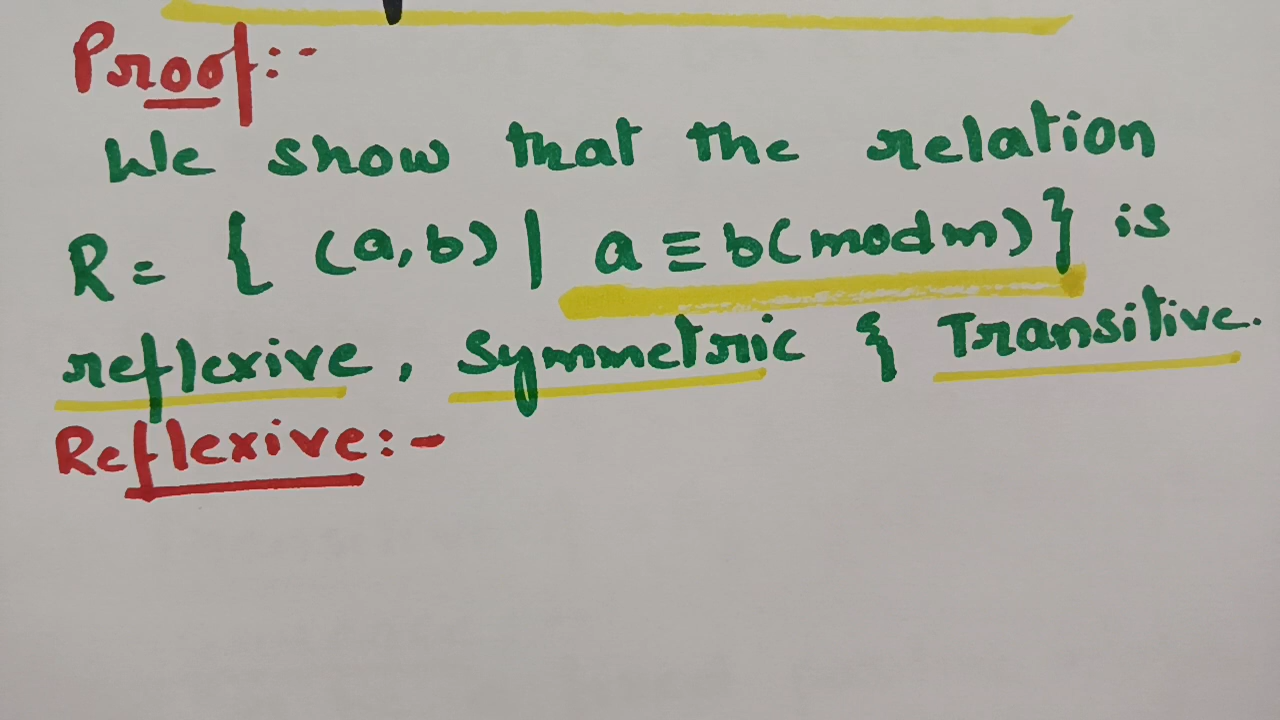 Proof:-
We show that the relation
R = { (a,b) | a ≡ b(mod m)} is
reflexive, Symmetric & Transitive.
Reflexive:-